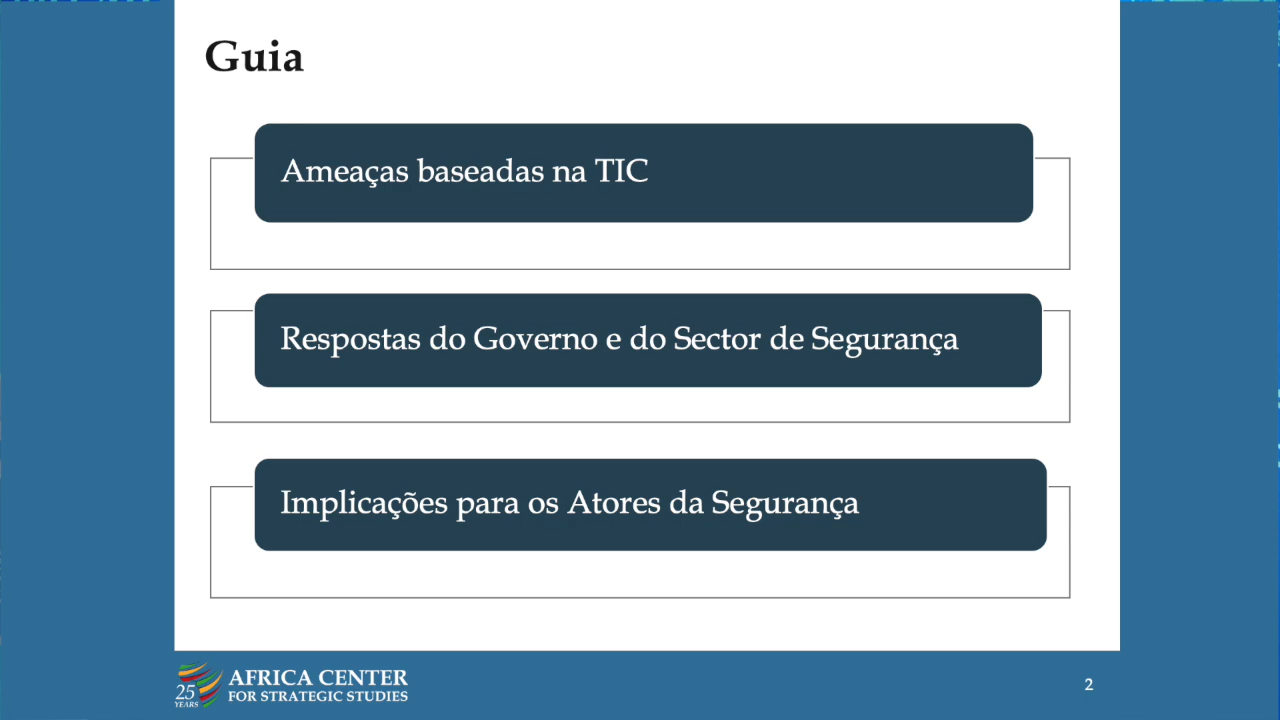 Guia
Ameaças baseadas na TIC
Respostas do Governo e do Sector de Segurança
Implicações para os Atores da Segurança
25
YEARS
AFRICA CENTER
FOR STRATEGIC STUDIES
2